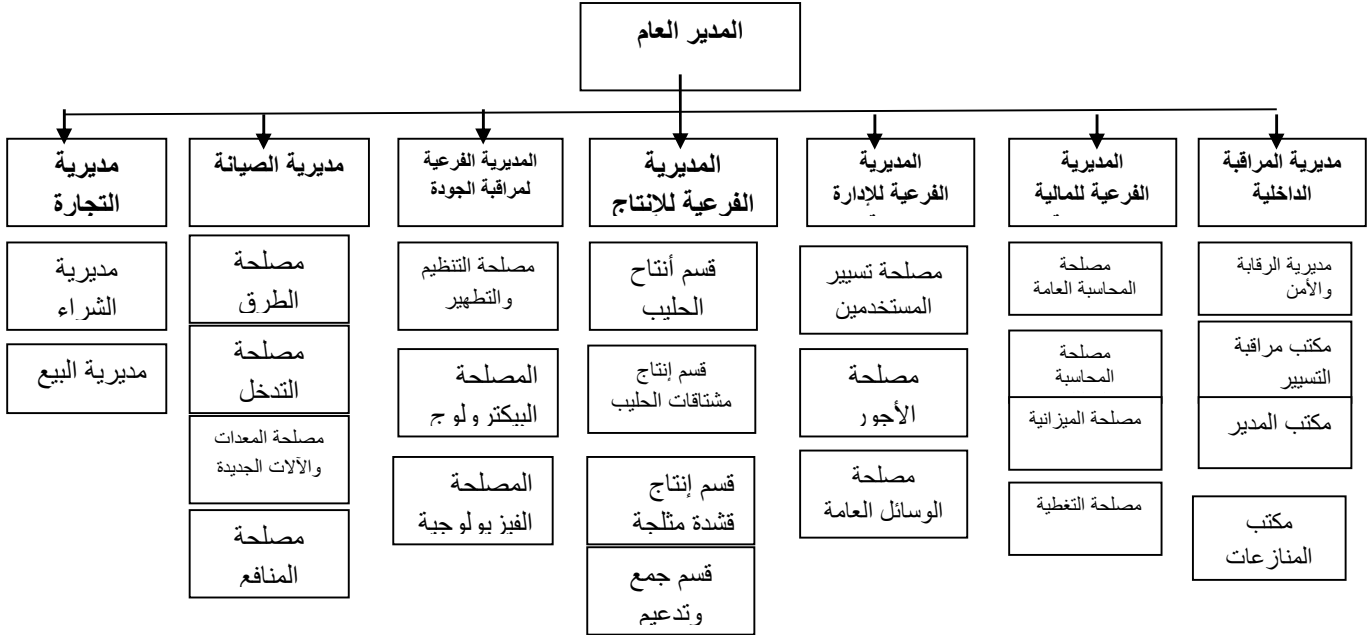 المدير العام
مديرية المراقبة
الداخلية
المديرية
الفرعية للمالية
المديرية
الفرعية للإدارة
المديرية
الفرعية للإنتاج
المديرية الفرعية
لمراقبة الجودة
مديرية الصيانة
مديرية
التجارة
مديرية الرقابة
والأمن
مكتب مراقبة
التسيير
مكتب المدير
مكتب
المنازعات
مصلحة
المحاسبة العامة
مصلحة
المحاسبة
مصلحة الميزانية
مصلحة التغطية
مصلحة تسيير
المستخدمين
مصلحة
الأجور
مصلحة
الوسائل العامة
قسم أنتاح
الحليب
قسم إنتاج
مشتاقات الحليب
قسم إنتاج
قشدة مثلجة
قسم جمع
وتدعيم
مصلحة التنظيم
والتطهير
المصلحة
البيكترولوج
المصلحة
الفيزيولوجية
مصلحة
الطرق
مصلحة
التدخل
مصلحة المعدات
والآلات الجديدة
مصلحة
المنافع
مديرية
الشراء
مديرية البيع